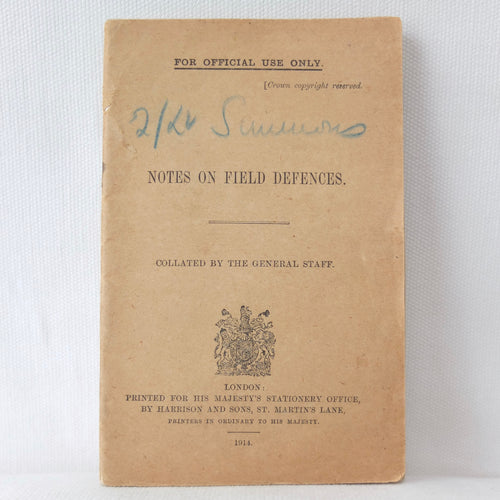 FOR OFFICIAL USE ONLY.
[Crown copyright reserved.
2/Lt
NOTES ON FIELD DEFENCES.
COLLATED BY THE GENERAL STAFF.
LONDON:
PRINTED FOR HIS MAJESTY'S STATIONERY OFFICE,
BY HARRISON AND SONS, ST. MARTIN'S LANE,
PRINTERS IN ORDINARY TO HIS MAJESTY.
1914.